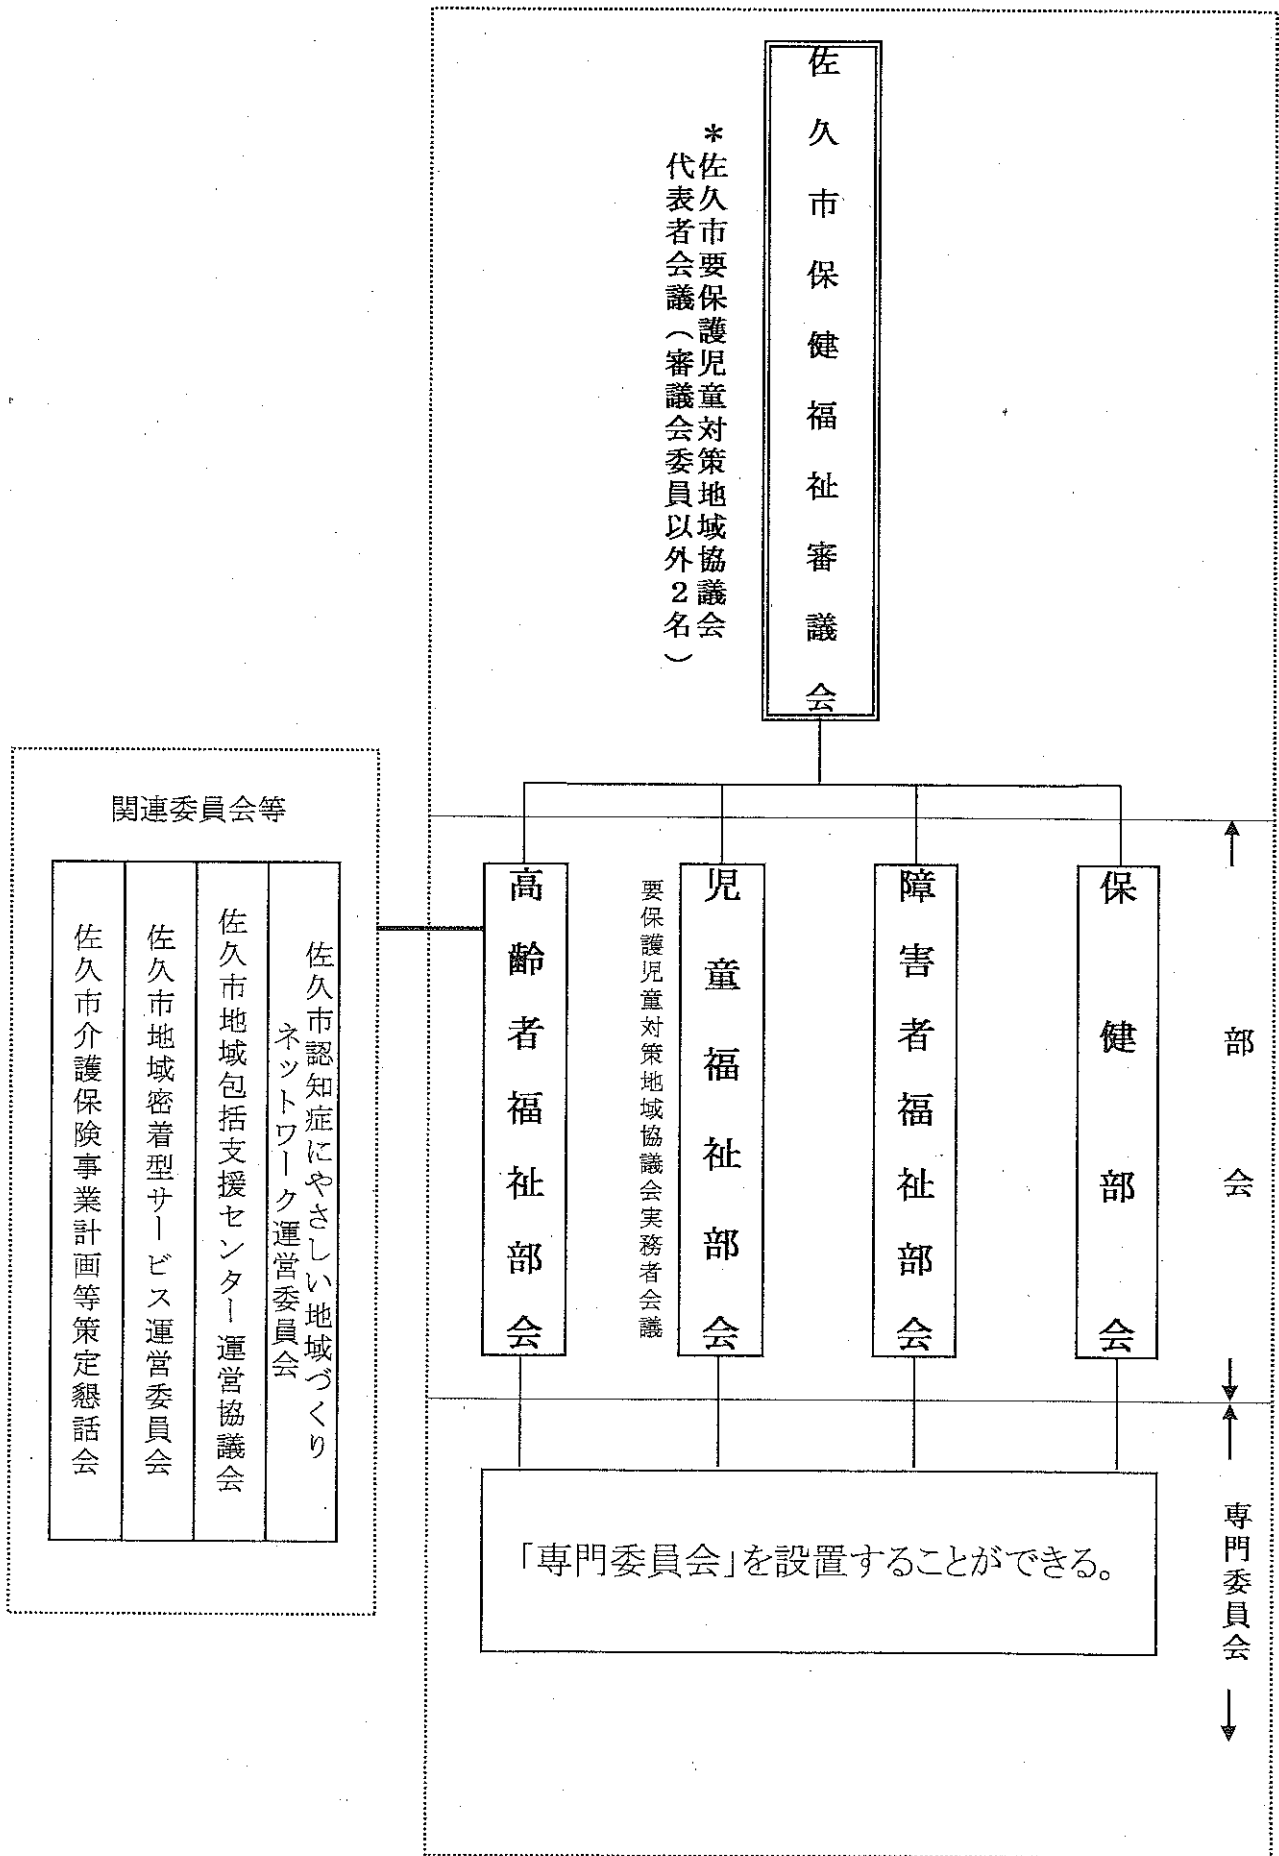 佐久市保健福祉審議会
＊佐久市要保護児童対策地域協議会
代表者会議（審議会委員以外２名）
部会
保健部会
障害者福祉部会
児童福祉部会
要保護児童対策地域協議会実務者会議
高齢者福祉部会
専門委員会
「専門委員会」を設置することができる。
関連委員会等
佐久市認知症にやさしい地域づくり
ネットワーク運営委員会
佐久市地域包括支援センター運営協議会
佐久市地域密着型サービス運営委員会
佐久市介護保険事業計画等策定懇話会